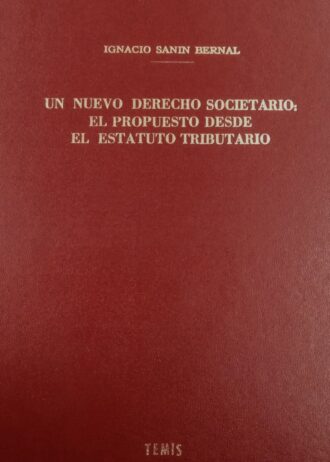 IGNACIO SANIN BERNAL
UN NUEVO DERECHO SOCIETARIO:
EL PROPUESTO DESDE
EL ESTATUTO TRIBUTARIO
TEMIS